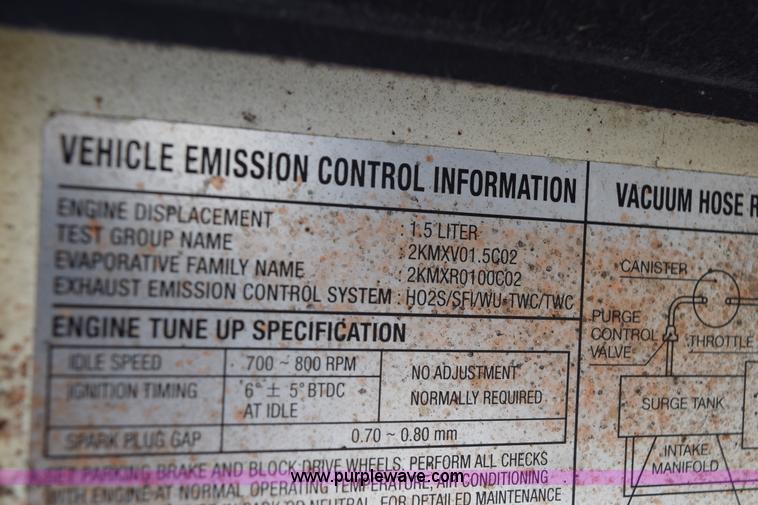 VEHICLE EMISSION CONTROL INFORMATION
ENGINE DISPLACEMENT : 1.5 LITER
TEST GROUP NAME : 2KMXV01.5C02
EVAPORATIVE FAMILY NAME : 2KMXR0100C02
EXHAUST EMISSION CONTROL SYSTEM : HO2S/SFI/WU-TWC/TWC
ENGINE TUNE UP SPECIFICATION
IDLE SPEED 700 ~ 800 RPM
IGNITION TIMING 6° ± 5° BTDC
AT IDLE
NO ADJUSTMENT
NORMALLY REQUIRED
SPARK PLUG GAP 0.70 ~ 0.80 mm
SET PARKING BRAKE AND BLOCK DRIVE WHEELS. PERFORM ALL CHECKS
WITH ENGINE AT NORMAL OPERATING TEMPERATURE, AIR CONDITIONING
OR NEUTRAL. FOR DETAILED MAINTENANCE
VACUUM HOSE R
CANISTER
PURGE
CONTROL
VALVE
THROTTLE
SURGE TANK
INTAKE
MANIFOLD
www.purplewave.com